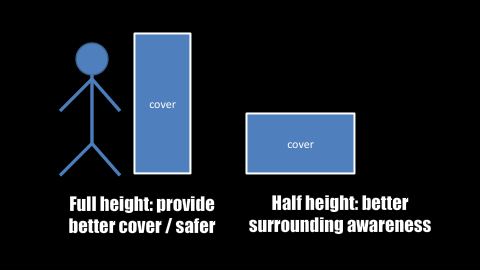 cover
cover
Full height: provide
better cover / safer
Half height: better
surrounding awareness